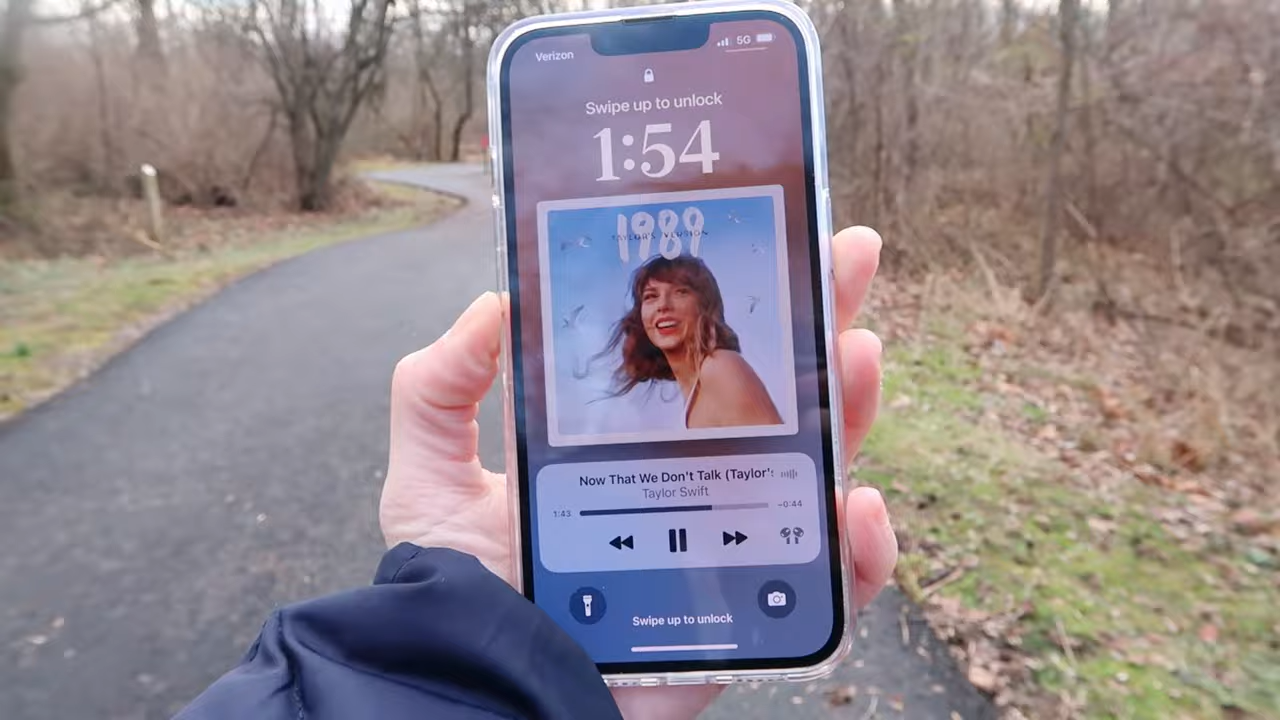 Verizon
5G
Swipe up to unlock
1:54
1989
TAYLOR'S VERSION
Now That We Don't Talk (Taylor's
Taylor Swift
1:43
-0:44
Swipe up to unlock